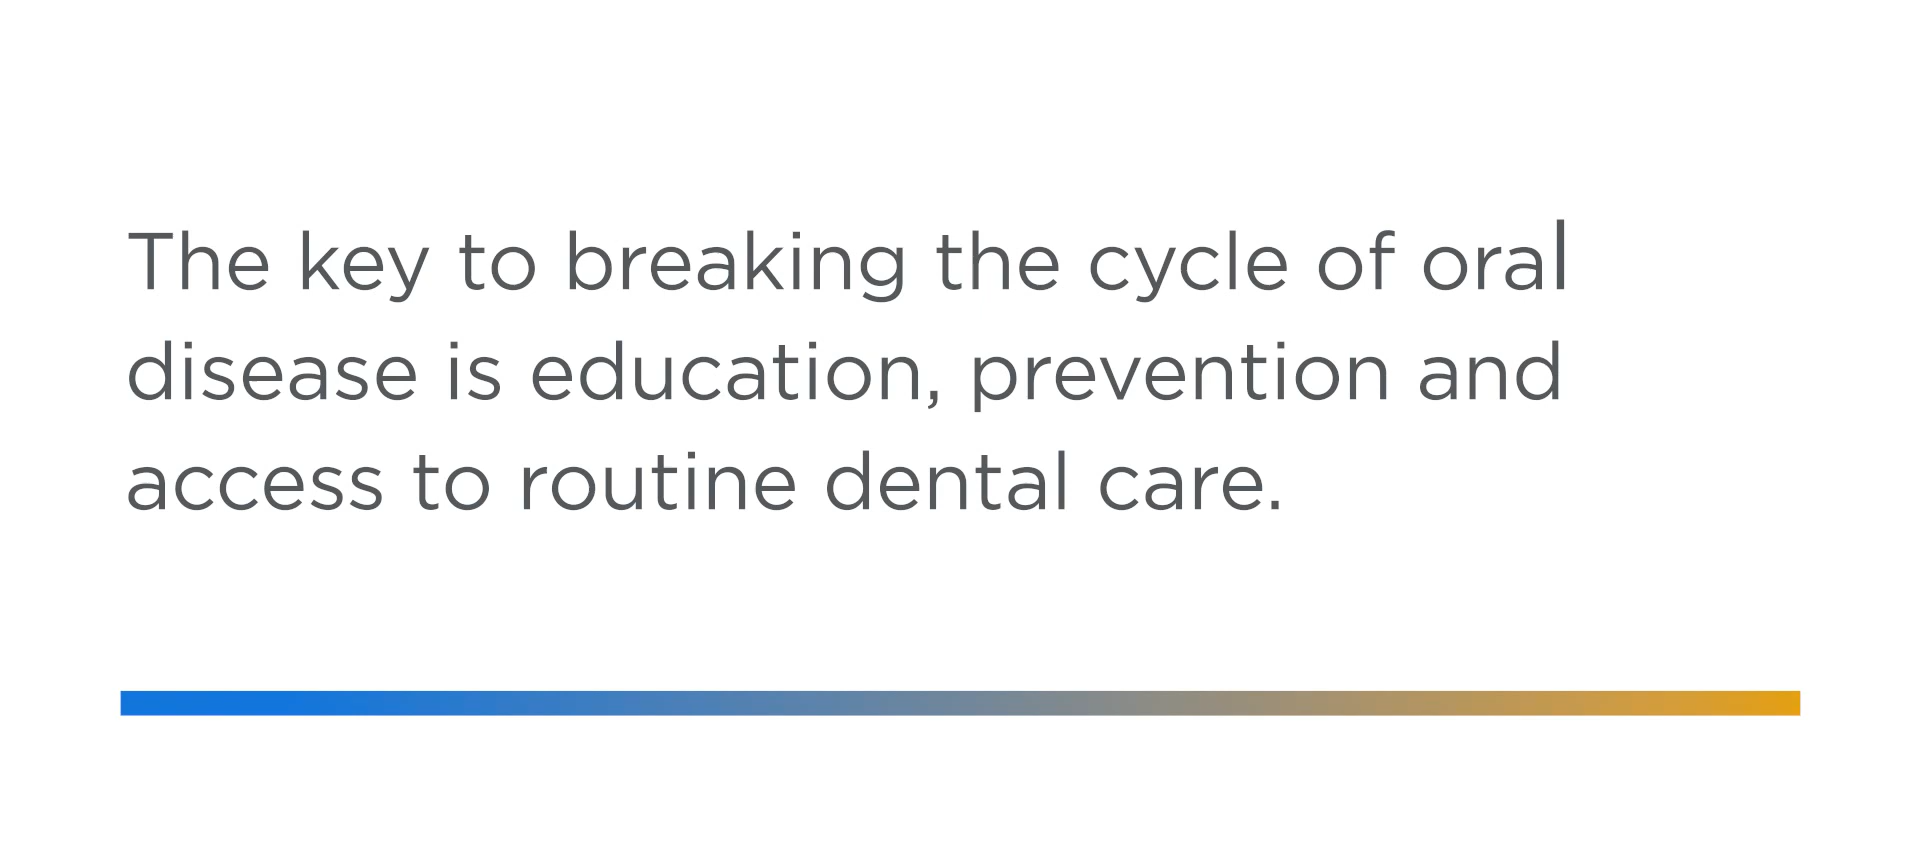 The key to breaking the cycle of oral
disease is education, prevention and
access to routine dental care.